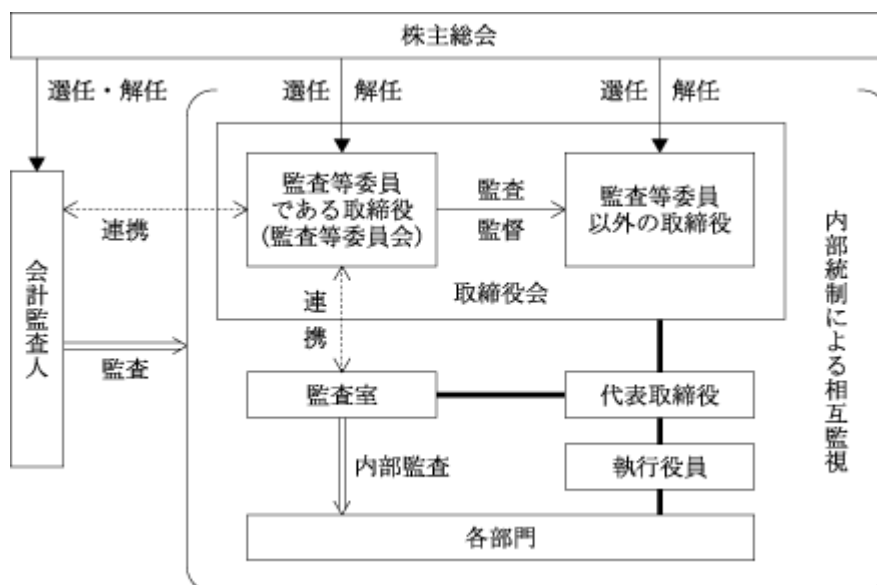 株主総会
選任・解任
選任 解任
選任 解任
監査等委員
である取締役
(監査等委員会)
監査
監督
監査等委員
以外の取締役
連携
取締役会
連
携
会計監査人
監査
監査室
代表取締役
内部監査
執行役員
各部門
内部統制による相互監視